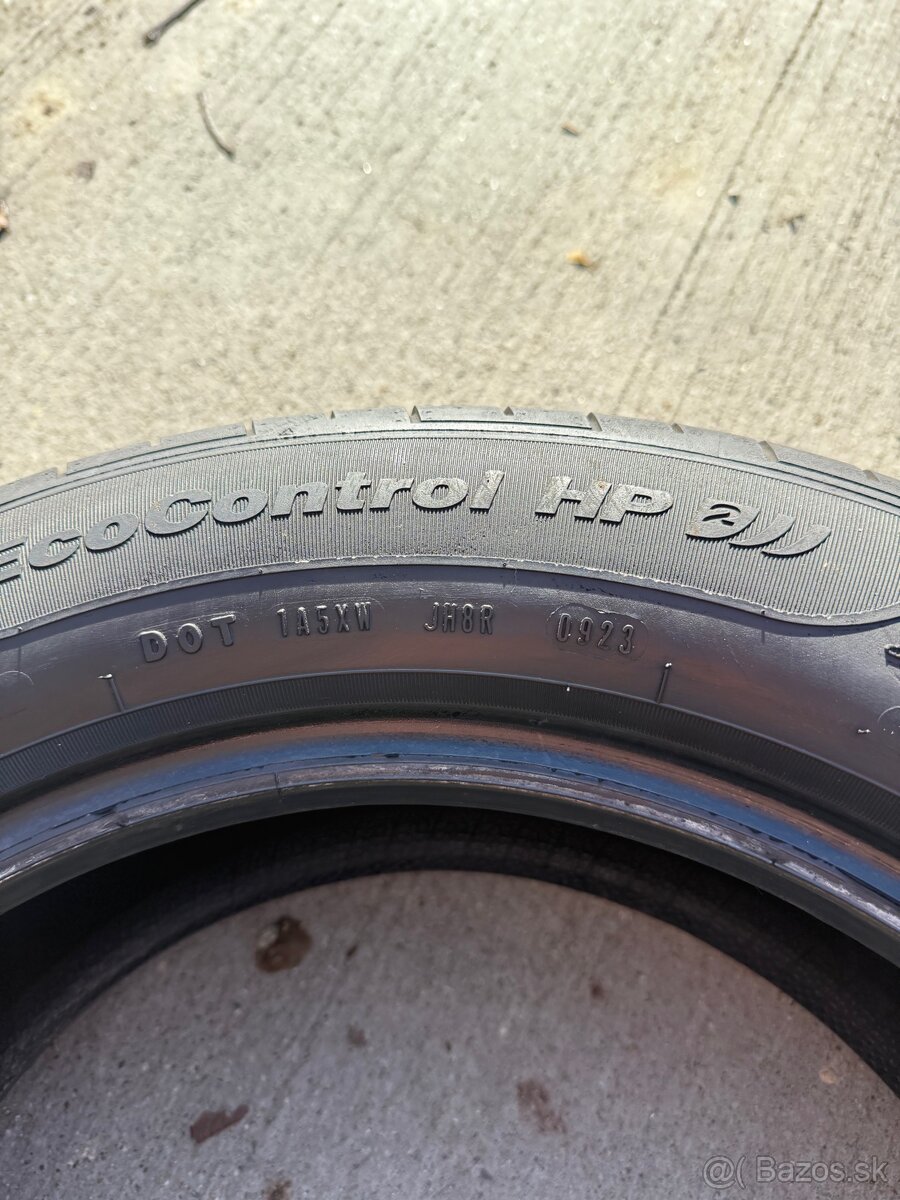 EcoControl HP 2
DOT 1A5XW JH8R 0923
@( Bazos.sk